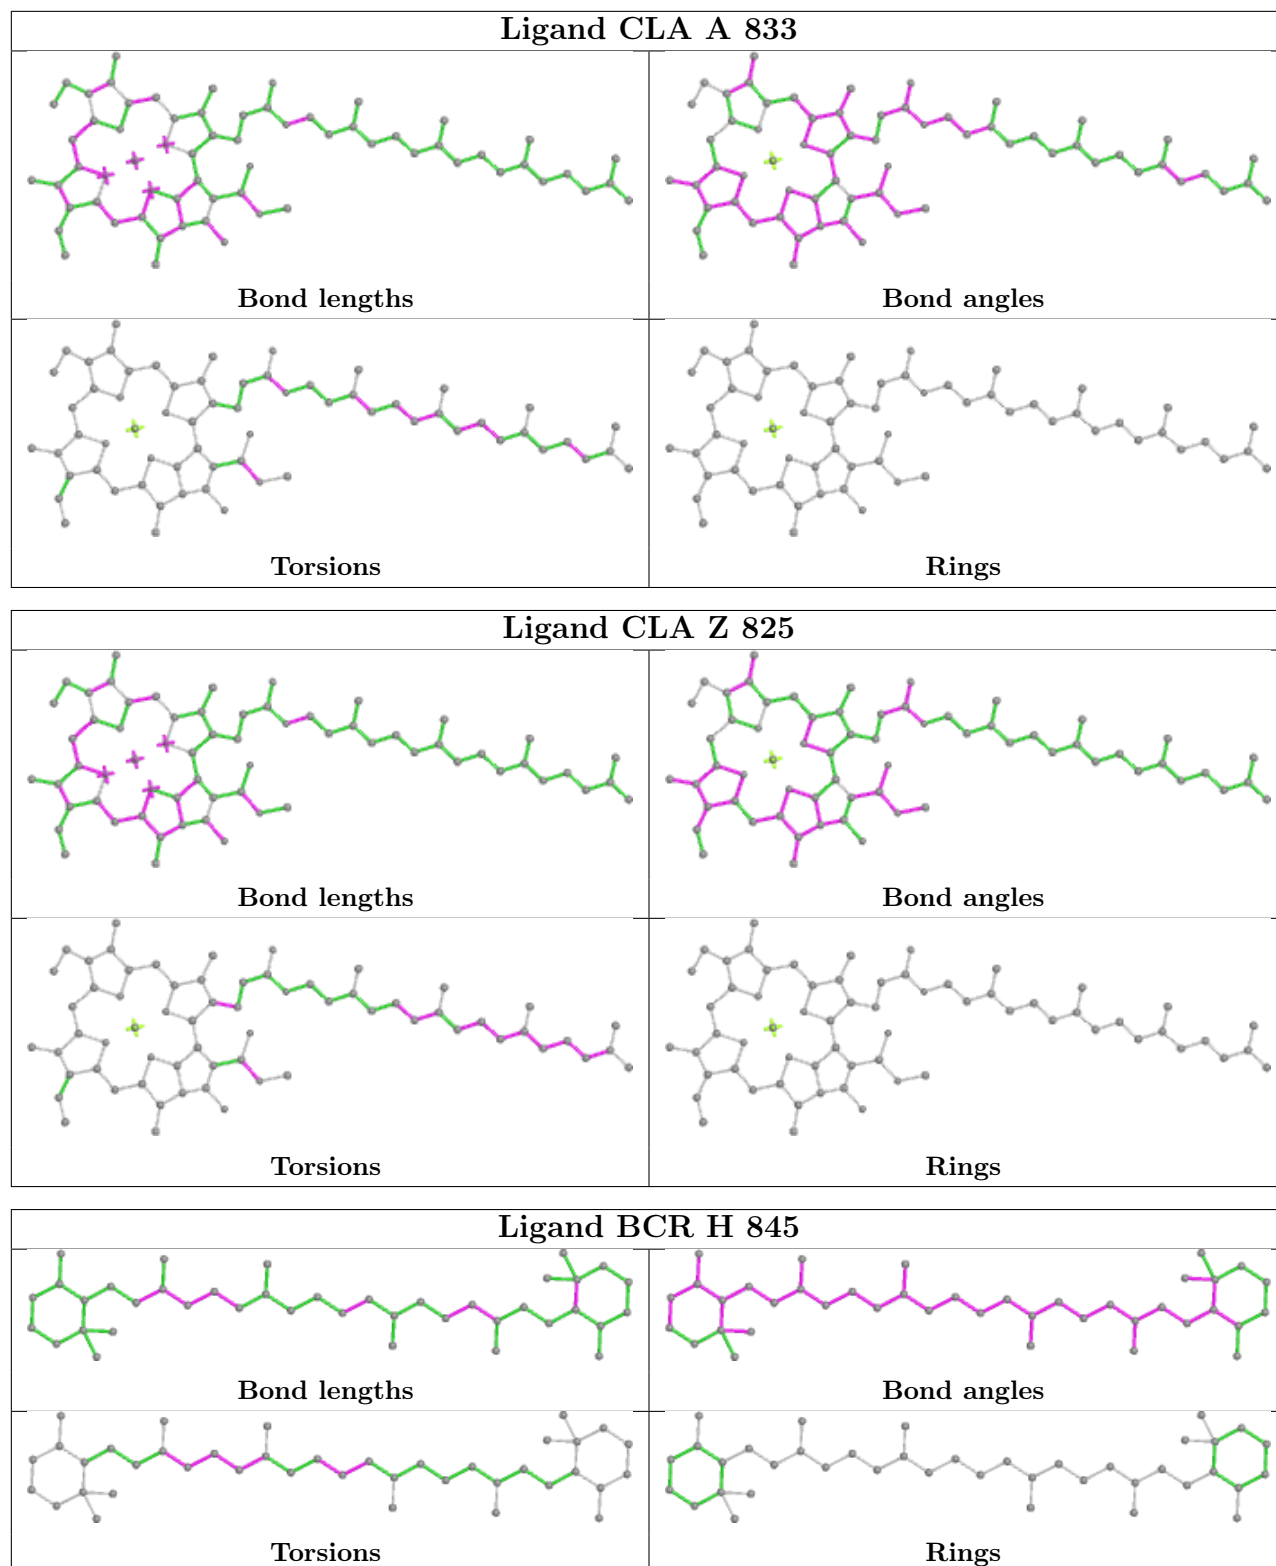 Ligand CLA A 833
Bond lengths
Bond angles
Torsions
Rings
Ligand CLA Z 825
Bond lengths
Bond angles
Torsions
Rings
Ligand BCR H 845
Bond lengths
Bond angles
Torsions
Rings